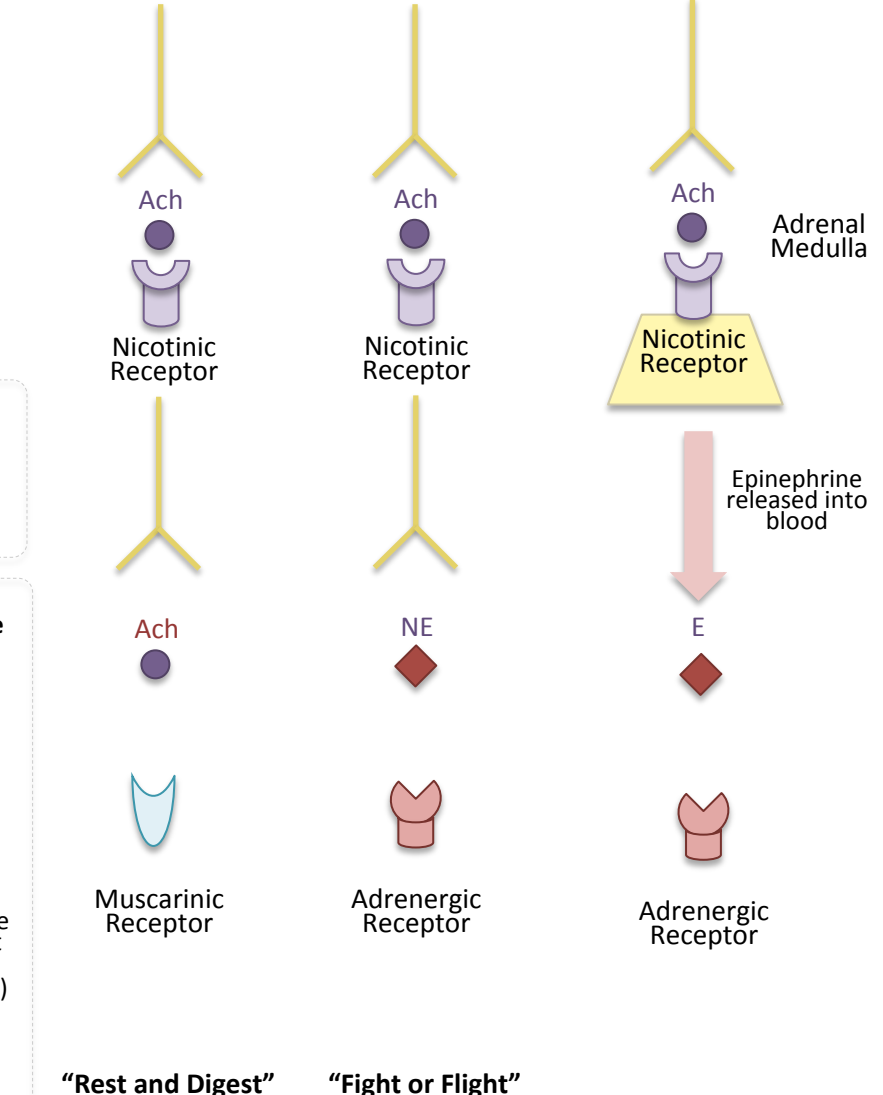 Ach
Nicotinic
Receptor
Ach
Muscarinic
Receptor
“Rest and Digest”
Ach
Nicotinic
Receptor
NE
Adrenergic
Receptor
“Fight or Flight”
Ach
Adrenal
Medulla
Nicotinic
Receptor
Epinephrine
released into
blood
E
Adrenergic
Receptor
)